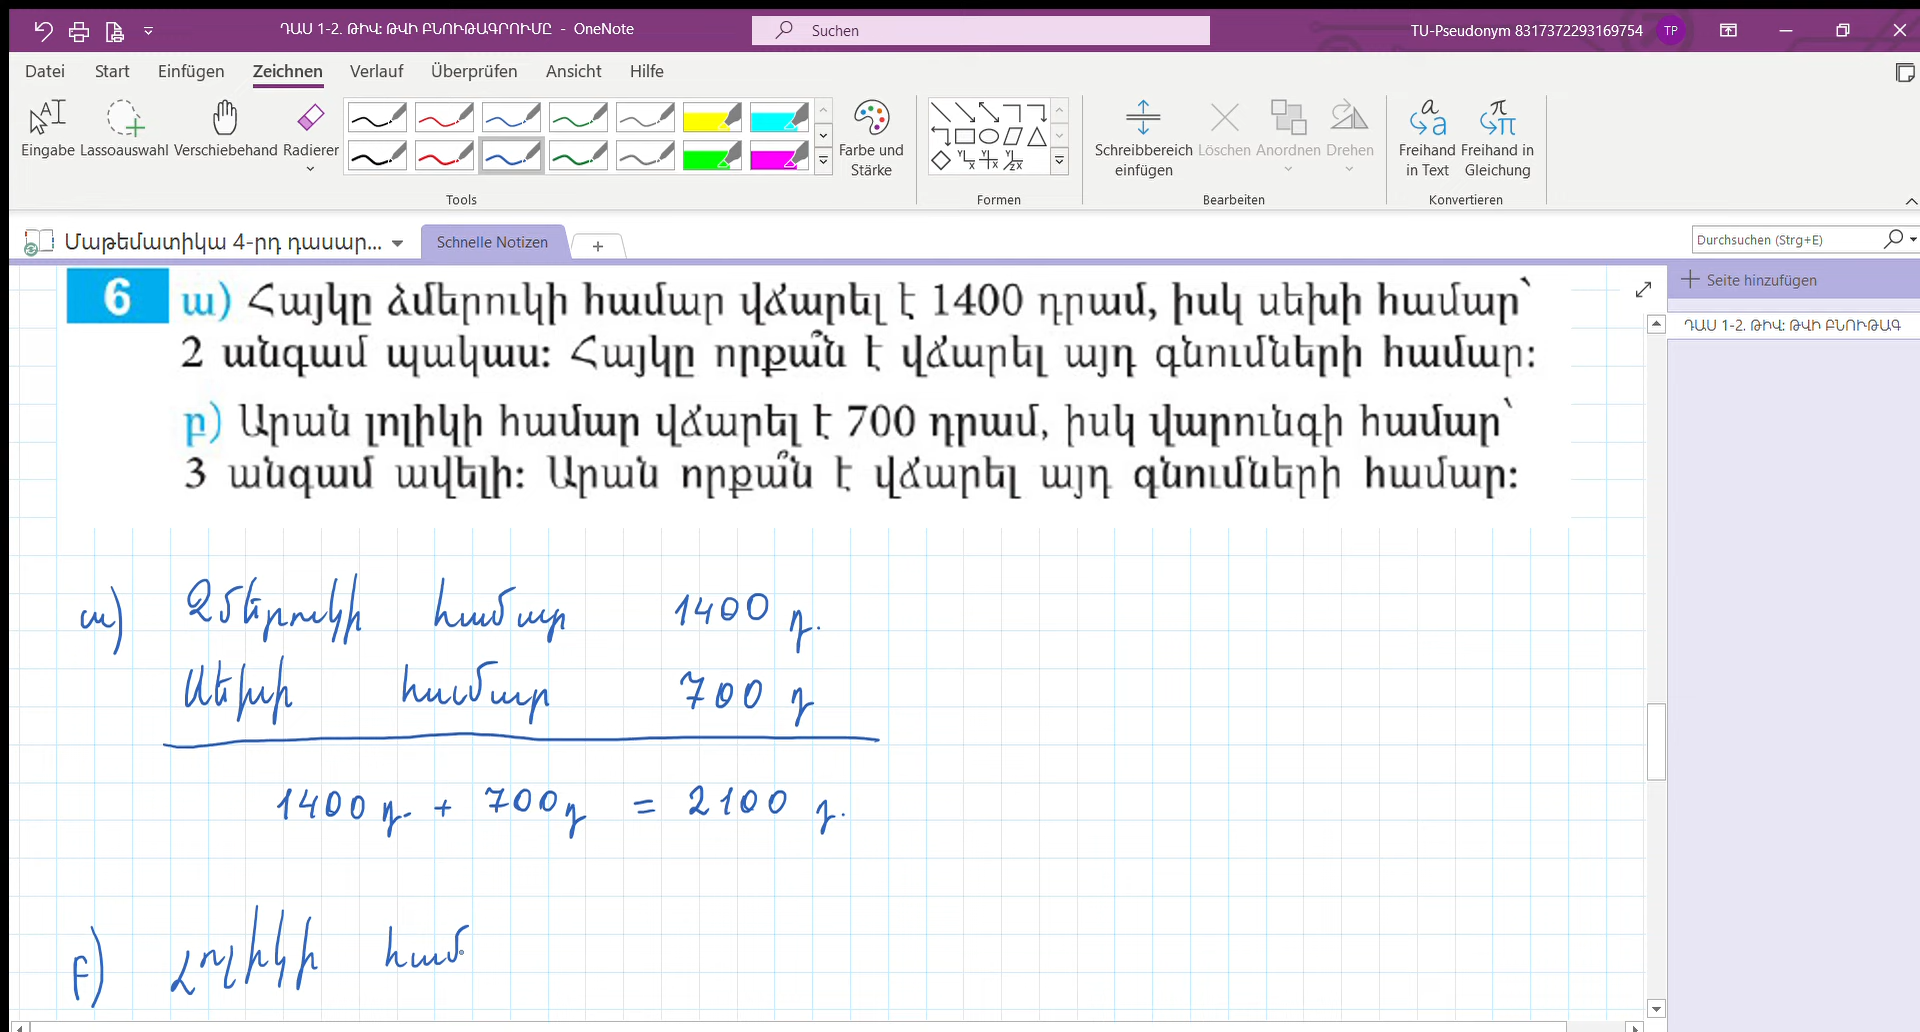 ԴԱՍ 1-2. ԹԻՎ: ԹՎԻ ԲՆՈՒԹԱԳՐՈՒՄԸ - OneNote
Suchen
TU-Pseudonym 8317372293169754
TP
Datei Start Einfügen Zeichnen Verlauf Überprüfen Ansicht Hilfe
Eingabe Lassoauswahl Verschiebehand Radierer
Farbe und Stärke
Schreibbereich einfügen Löschen Anordnen Drehen
Freihand in Text Freihand in Gleichung
Tools Formen Bearbeiten Konvertieren
Մաթեմատիկա 4-րդ դասար... Schnelle Notizen +
Durchsuchen (Strg+E)
Seite hinzufügen
ԴԱՍ 1-2. ԹԻՎ: ԹՎԻ ԲՆՈՒԹԱԳ
6 ա) Հայկը ձմերուկի համար վճարել է 1400 դրամ, իսկ սեխի համար՝
2 անգամ պակաս: Հայկը որքա՞ն է վճարել այդ գնումների համար:
բ) Արան լոլիկի համար վճարել է 700 դրամ, իսկ վարունգի համար՝
3 անգամ ավելի: Արան որքա՞ն է վճարել այդ գնումների համար:
ա) Ձմերուկի համար 1400 դ.
Սեխի համար 700 դ
1400 դ. + 700 դ = 2100 դ.
բ) Լոլիկի համ